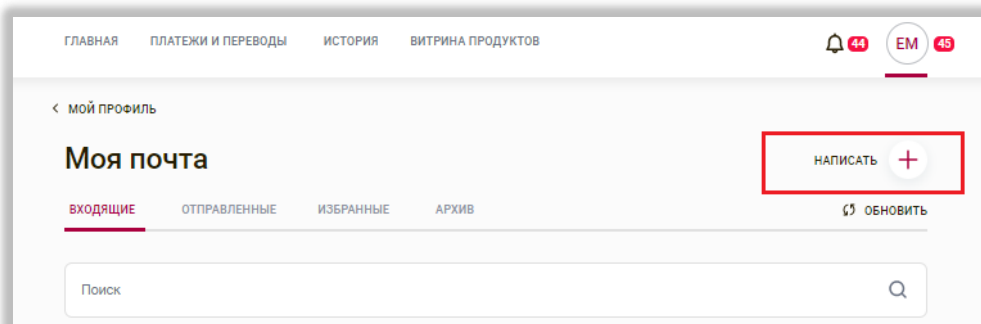 ГЛАВНАЯ ПЛАТЕЖИ И ПЕРЕВОДЫ ИСТОРИЯ ВИТРИНА ПРОДУКТОВ 44 ЕМ 45
< МОЙ ПРОФИЛЬ
Моя почта НАПИСАТЬ +
ВХОДЯЩИЕ ОТПРАВЛЕННЫЕ ИЗБРАННЫЕ АРХИВ ОБНОВИТЬ
Поиск